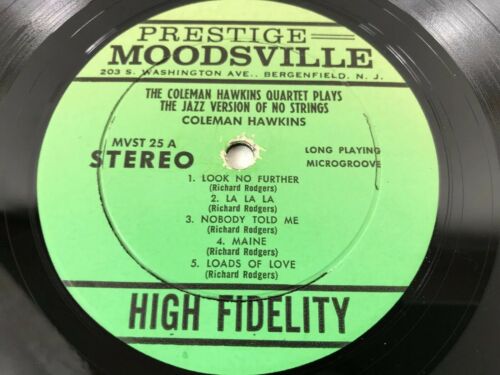 PRESTIGE
MOODSVILLE
203 S. WASHINGTON AVE., BERGENFIELD, N. J.
THE COLEMAN HAWKINS QUARTET PLAYS
THE JAZZ VERSION OF NO STRINGS
COLEMAN HAWKINS
MVST 25 A
STEREO
LONG PLAYING
MICROGROOVE
1. LOOK NO FURTHER
(Richard Rodgers)
2. LA LA LA
(Richard Rodgers)
3. NOBODY TOLD ME
(Richard Rodgers)
4. MAINE
(Richard Rodgers)
5. LOADS OF LOVE
(Richard Rodgers)
HIGH FIDELITY